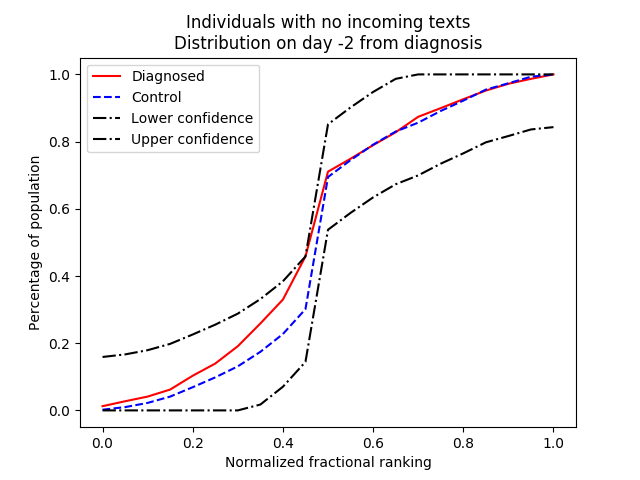 Individuals with no incoming texts
Distribution on day -2 from diagnosis
Percentage of population
1.0
0.8
0.6
0.4
0.2
0.0
Diagnosed
Control
Lower confidence
Upper confidence
0.0 0.2 0.4 0.6 0.8 1.0
Normalized fractional ranking